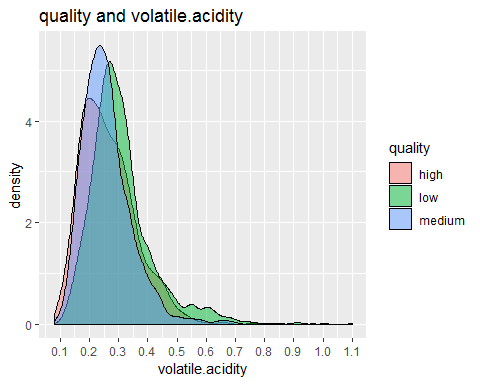 quality and volatile.acidity
density
4
2
0
0.1 0.2 0.3 0.4 0.5 0.6 0.7 0.8 0.9 1.0 1.1
volatile.acidity
quality
high
low
medium